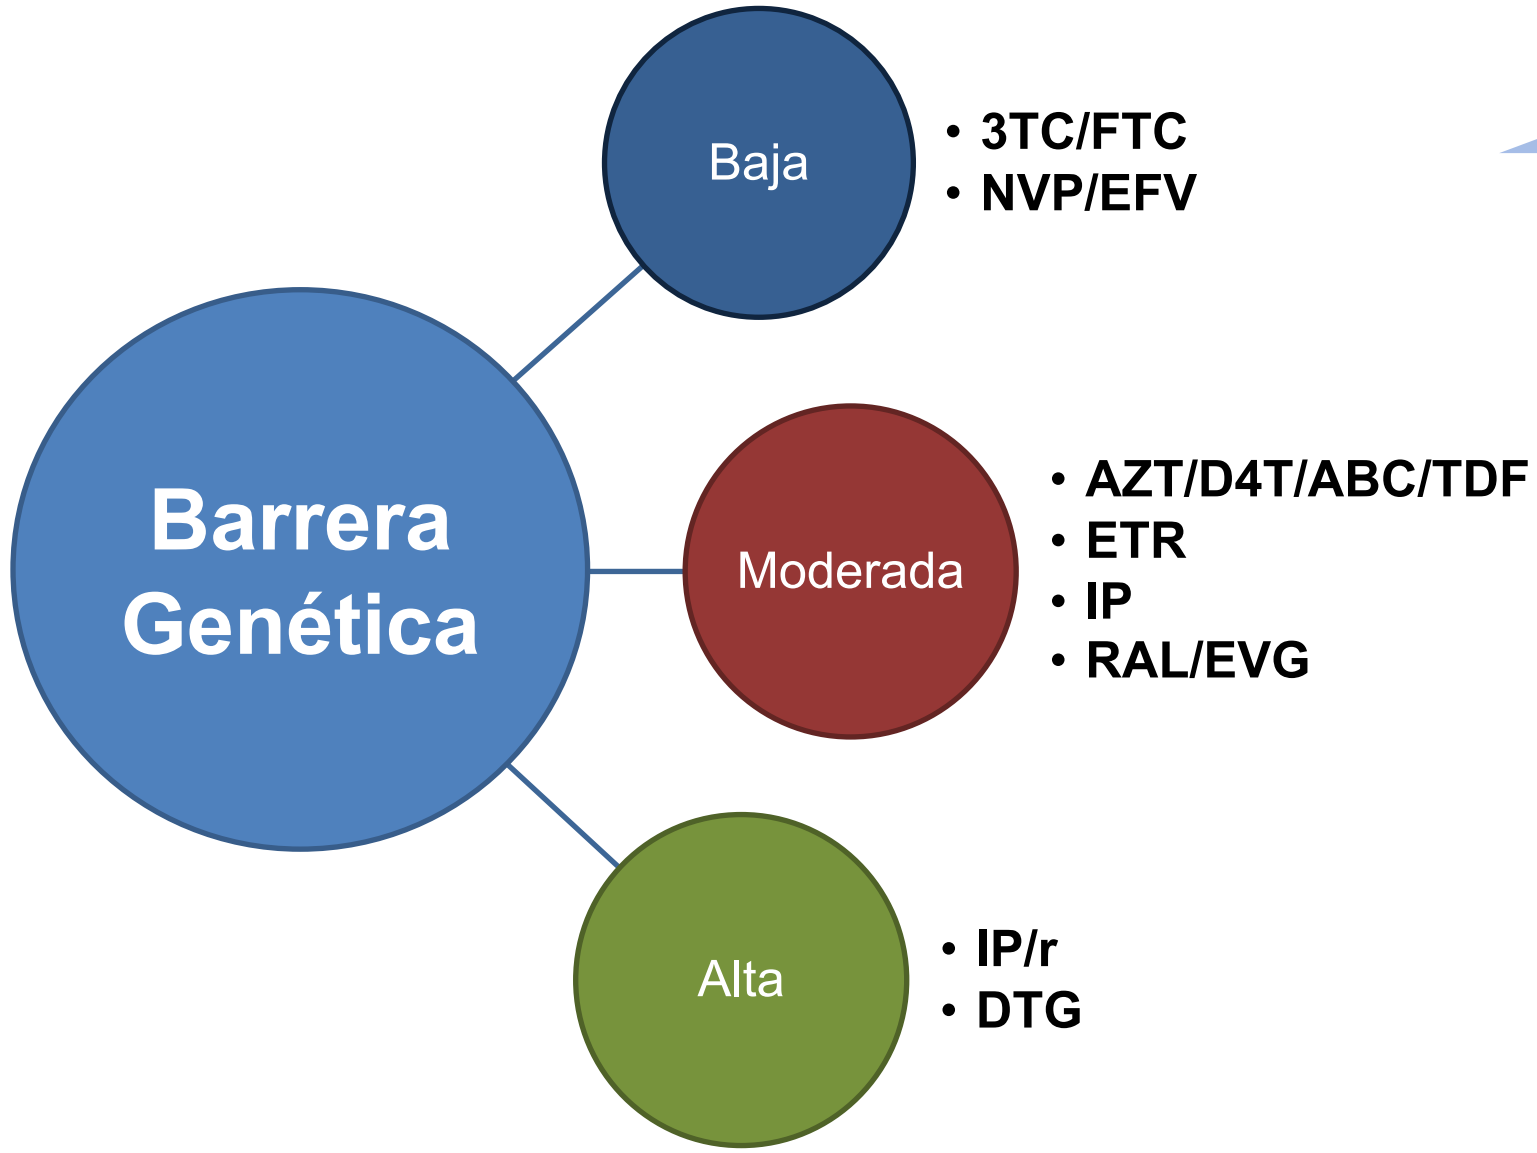 Barrera
Genética
Baja
• 3TC/FTC
• NVP/EFV
Moderada
• AZT/D4T/ABC/TDF
• ETR
• IP
• RAL/EVG
Alta
• IP/r
• DTG